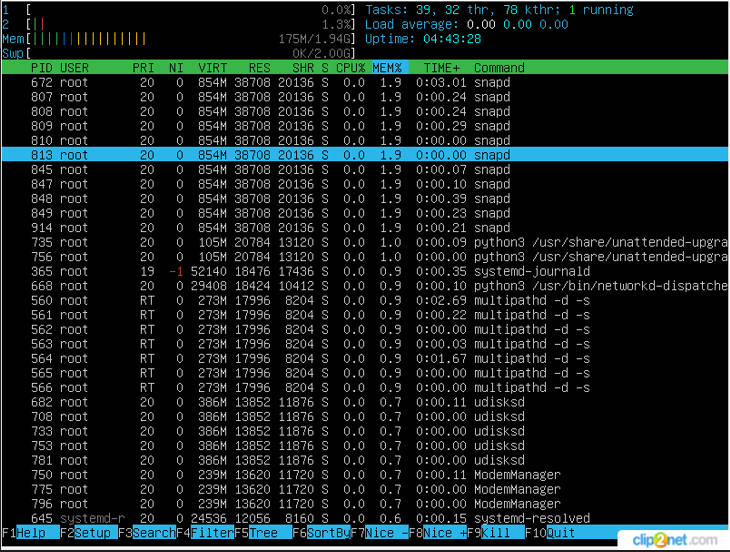 1 [ 0.0%] Tasks: 39, 32 thr, 78 kthr; 1 running
2 [|| 1.3%] Load average: 0.00 0.00 0.00
Mem[|||||||||||||||| 175M/1.94G] Uptime: 04:43:28
Swp[ 0K/2.00G]
PID USER PRI NI VIRT RES SHR S CPU% MEM% TIME+ Command
672 root 20 0 854M 38708 20136 S 0.0 1.9 0:03.01 snapd
807 root 20 0 854M 38708 20136 S 0.0 1.9 0:00.24 snapd
808 root 20 0 854M 38708 20136 S 0.0 1.9 0:00.24 snapd
809 root 20 0 854M 38708 20136 S 0.0 1.9 0:00.29 snapd
810 root 20 0 854M 38708 20136 S 0.0 1.9 0:00.00 snapd
813 root 20 0 854M 38708 20136 S 0.0 1.9 0:00.00 snapd
845 root 20 0 854M 38708 20136 S 0.0 1.9 0:00.07 snapd
847 root 20 0 854M 38708 20136 S 0.0 1.9 0:00.10 snapd
848 root 20 0 854M 38708 20136 S 0.0 1.9 0:00.39 snapd
849 root 20 0 854M 38708 20136 S 0.0 1.9 0:00.23 snapd
914 root 20 0 854M 38708 20136 S 0.0 1.9 0:00.21 snapd
735 root 20 0 105M 20784 13120 S 0.0 1.0 0:00.09 python3 /usr/share/unattended-upgra
756 root 20 0 105M 20784 13120 S 0.0 1.0 0:00.00 python3 /usr/share/unattended-upgra
365 root 19 -1 52140 18476 17436 S 0.0 0.9 0:00.35 systemd-journald
668 root 20 0 29408 18424 10412 S 0.0 0.9 0:00.10 python3 /usr/bin/networkd-dispatche
560 root RT 0 273M 17996 8204 S 0.0 0.9 0:02.69 multipathd -d -s
561 root RT 0 273M 17996 8204 S 0.0 0.9 0:00.22 multipathd -d -s
562 root RT 0 273M 17996 8204 S 0.0 0.9 0:00.00 multipathd -d -s
563 root RT 0 273M 17996 8204 S 0.0 0.9 0:00.03 multipathd -d -s
564 root RT 0 273M 17996 8204 S 0.0 0.9 0:01.67 multipathd -d -s
565 root RT 0 273M 17996 8204 S 0.0 0.9 0:00.00 multipathd -d -s
566 root RT 0 273M 17996 8204 S 0.0 0.9 0:00.00 multipathd -d -s
682 root 20 0 386M 13852 11876 S 0.0 0.7 0:00.11 udisksd
708 root 20 0 386M 13852 11876 S 0.0 0.7 0:00.00 udisksd
733 root 20 0 386M 13852 11876 S 0.0 0.7 0:00.00 udisksd
753 root 20 0 386M 13852 11876 S 0.0 0.7 0:00.00 udisksd
781 root 20 0 386M 13852 11876 S 0.0 0.7 0:00.00 udisksd
750 root 20 0 239M 13620 11720 S 0.0 0.7 0:00.11 ModemManager
775 root 20 0 239M 13620 11720 S 0.0 0.7 0:00.00 ModemManager
796 root 20 0 239M 13620 11720 S 0.0 0.7 0:00.00 ModemManager
645 systemd-r 20 0 24536 12056 8160 S 0.0 0.6 0:00.15 systemd-resolved
F1Help F2Setup F3SearchF4FilterF5Tree F6SortByF7Nice -F8Nice +F9Kill F10Quit
clip2net.com